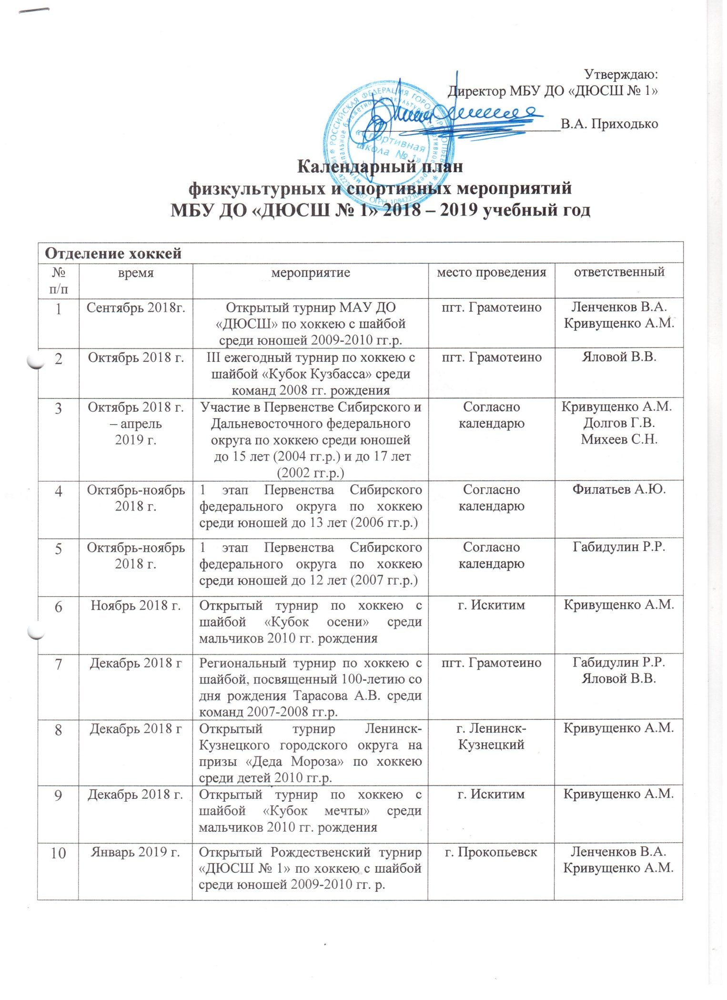 Утверждаю:
Директор МБУ ДО «ДЮСШ № 1»
В.А. Приходько
РОССИЙСКАЯ ФЕДЕРАЦИЯ ГОРОД
«Спортивная
школа № 1»
Календарный план
физкультурных и спортивных мероприятий
МБУ ДО «ДЮСШ № 1» 2018 – 2019 учебный год
Отделение хоккей
№
п/п
время
мероприятие
место проведения
ответственный
1
Сентябрь 2018г.
Открытый турнир МАУ ДО
«ДЮСШ» по хоккею с шайбой
среди юношей 2009-2010 гг.р.
пгт. Грамотеино
Ленченков В.А.
Кривущенко А.М.
2
Октябрь 2018 г.
III ежегодный турнир по хоккею с
шайбой «Кубок Кузбасса» среди
команд 2008 гг. рождения
пгт. Грамотеино
Яловой В.В.
3
Октябрь 2018 г.
– апрель
2019 г.
Участие в Первенстве Сибирского и
Дальневосточного федерального
округа по хоккею среди юношей
до 15 лет (2004 гг.р.) и до 17 лет
(2002 гг.р.)
Согласно
календарю
Кривущенко А.М.
Долгов Г.В.
Михеев С.Н.
4
Октябрь-ноябрь
2018 г.
1 этап Первенства Сибирского
федерального округа по хоккею
среди юношей до 13 лет (2006 гг.р.)
Согласно
календарю
Филатьев А.Ю.
5
Октябрь-ноябрь
2018 г.
1 этап Первенства Сибирского
федерального округа по хоккею
среди юношей до 12 лет (2007 гг.р.)
Согласно
календарю
Габидулин Р.Р.
6
Ноябрь 2018 г.
Открытый турнир по хоккею с
шайбой «Кубок осени» среди
мальчиков 2010 гг. рождения
г. Искитим
Кривущенко А.М.
7
Декабрь 2018 г
Региональный турнир по хоккею с
шайбой, посвященный 100-летию со
дня рождения Тарасова А.В. среди
команд 2007-2008 гг.р.
пгт. Грамотеино
Габидулин Р.Р.
Яловой В.В.
8
Декабрь 2018 г
Открытый турнир Ленинск-
Кузнецкого городского округа на
призы «Деда Мороза» по хоккею
среди детей 2010 гг.р.
г. Ленинск-
Кузнецкий
Кривущенко А.М.
9
Декабрь 2018 г.
Открытый турнир по хоккею с
шайбой «Кубок мечты» среди
мальчиков 2010 гг. рождения
г. Искитим
Кривущенко А.М.
10
Январь 2019 г.
Открытый Рождественский турнир
«ДЮСШ № 1» по хоккею с шайбой
среди юношей 2009-2010 гг. р.
г. Прокопьевск
Ленченков В.А.
Кривущенко А.М.